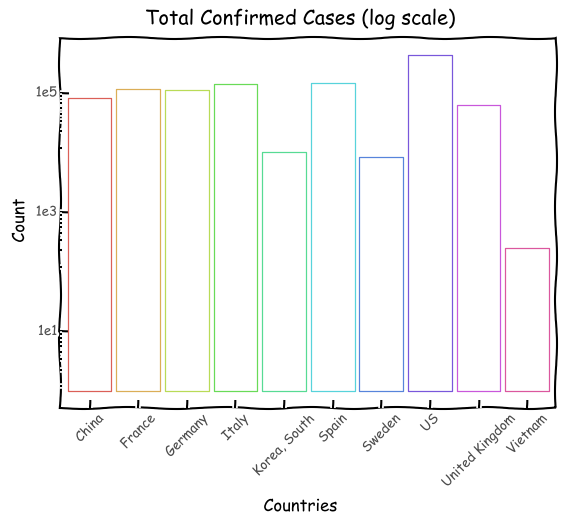 Total Confirmed Cases (log scale)
1e5
1e3
1e1
Count
China
France
Germany
Italy
Korea, South
Spain
Sweden
US
United Kingdom
Vietnam
Countries